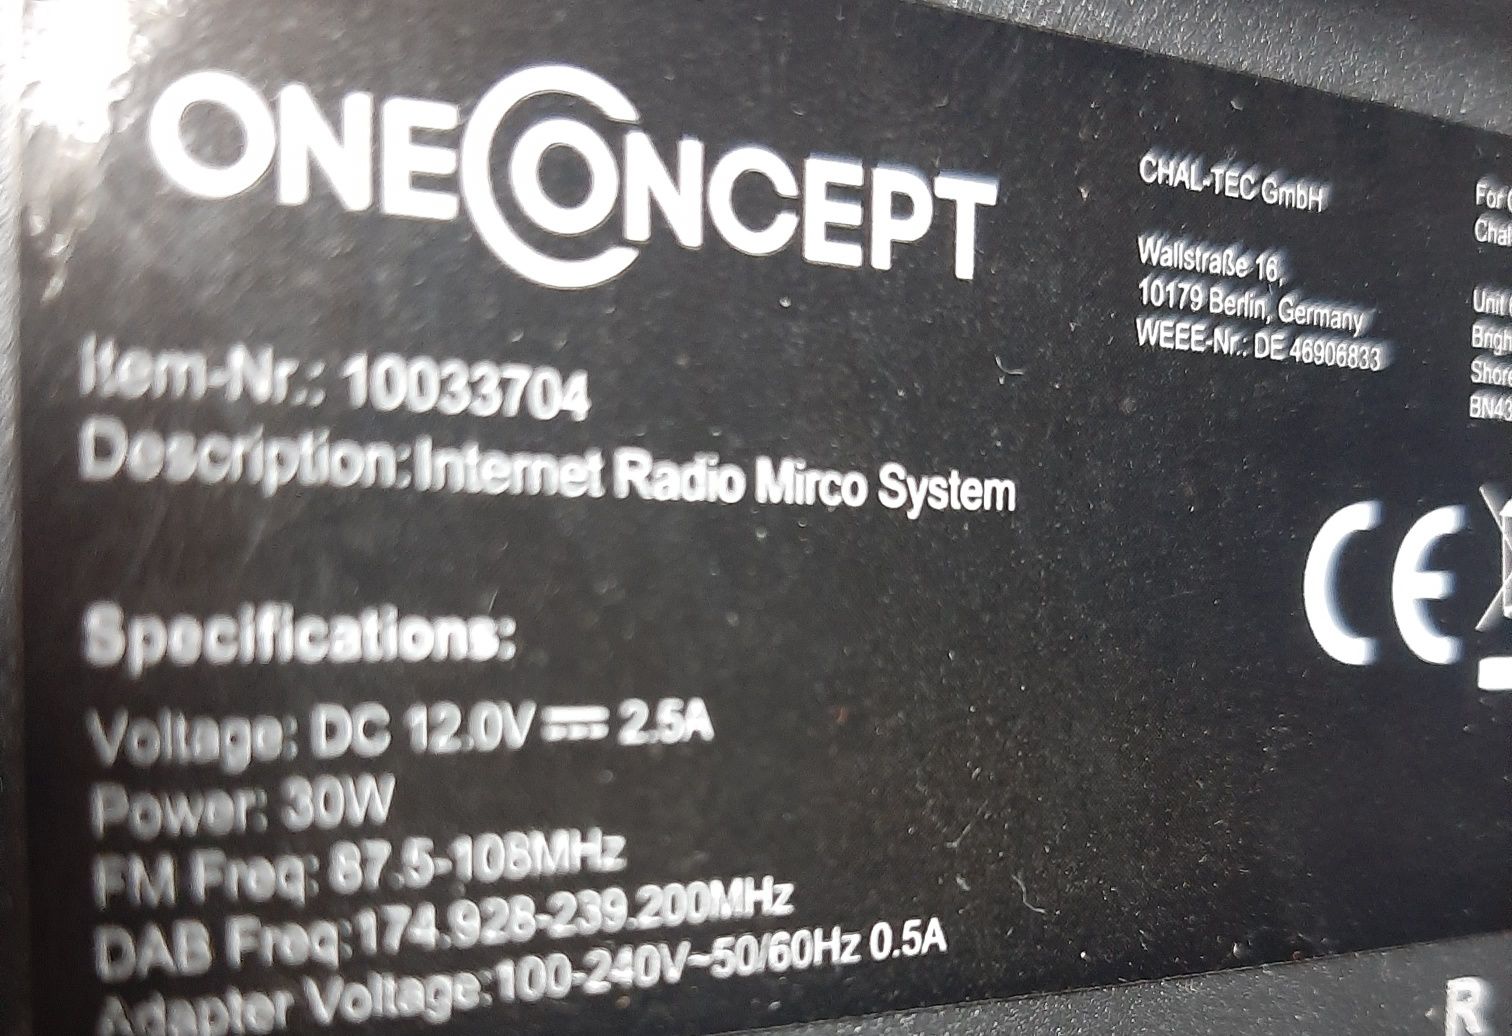 ONECONCEPT
Item-Nr.: 10033704
Description:Internet Radio Mirco System
Specifications:
Voltage: DC 12.0V ⎓ 2.5A
Power: 30W
FM Freq: 87.5-108MHz
DAB Freq:174.928-239.200MHz
Adapter Voltage:100-240V~50/60Hz 0.5A
CHAL-TEC GmbH
Wallstraße 16,
10179 Berlin, Germany
WEEE-Nr.: DE 46906833
For
Unit
CE
R